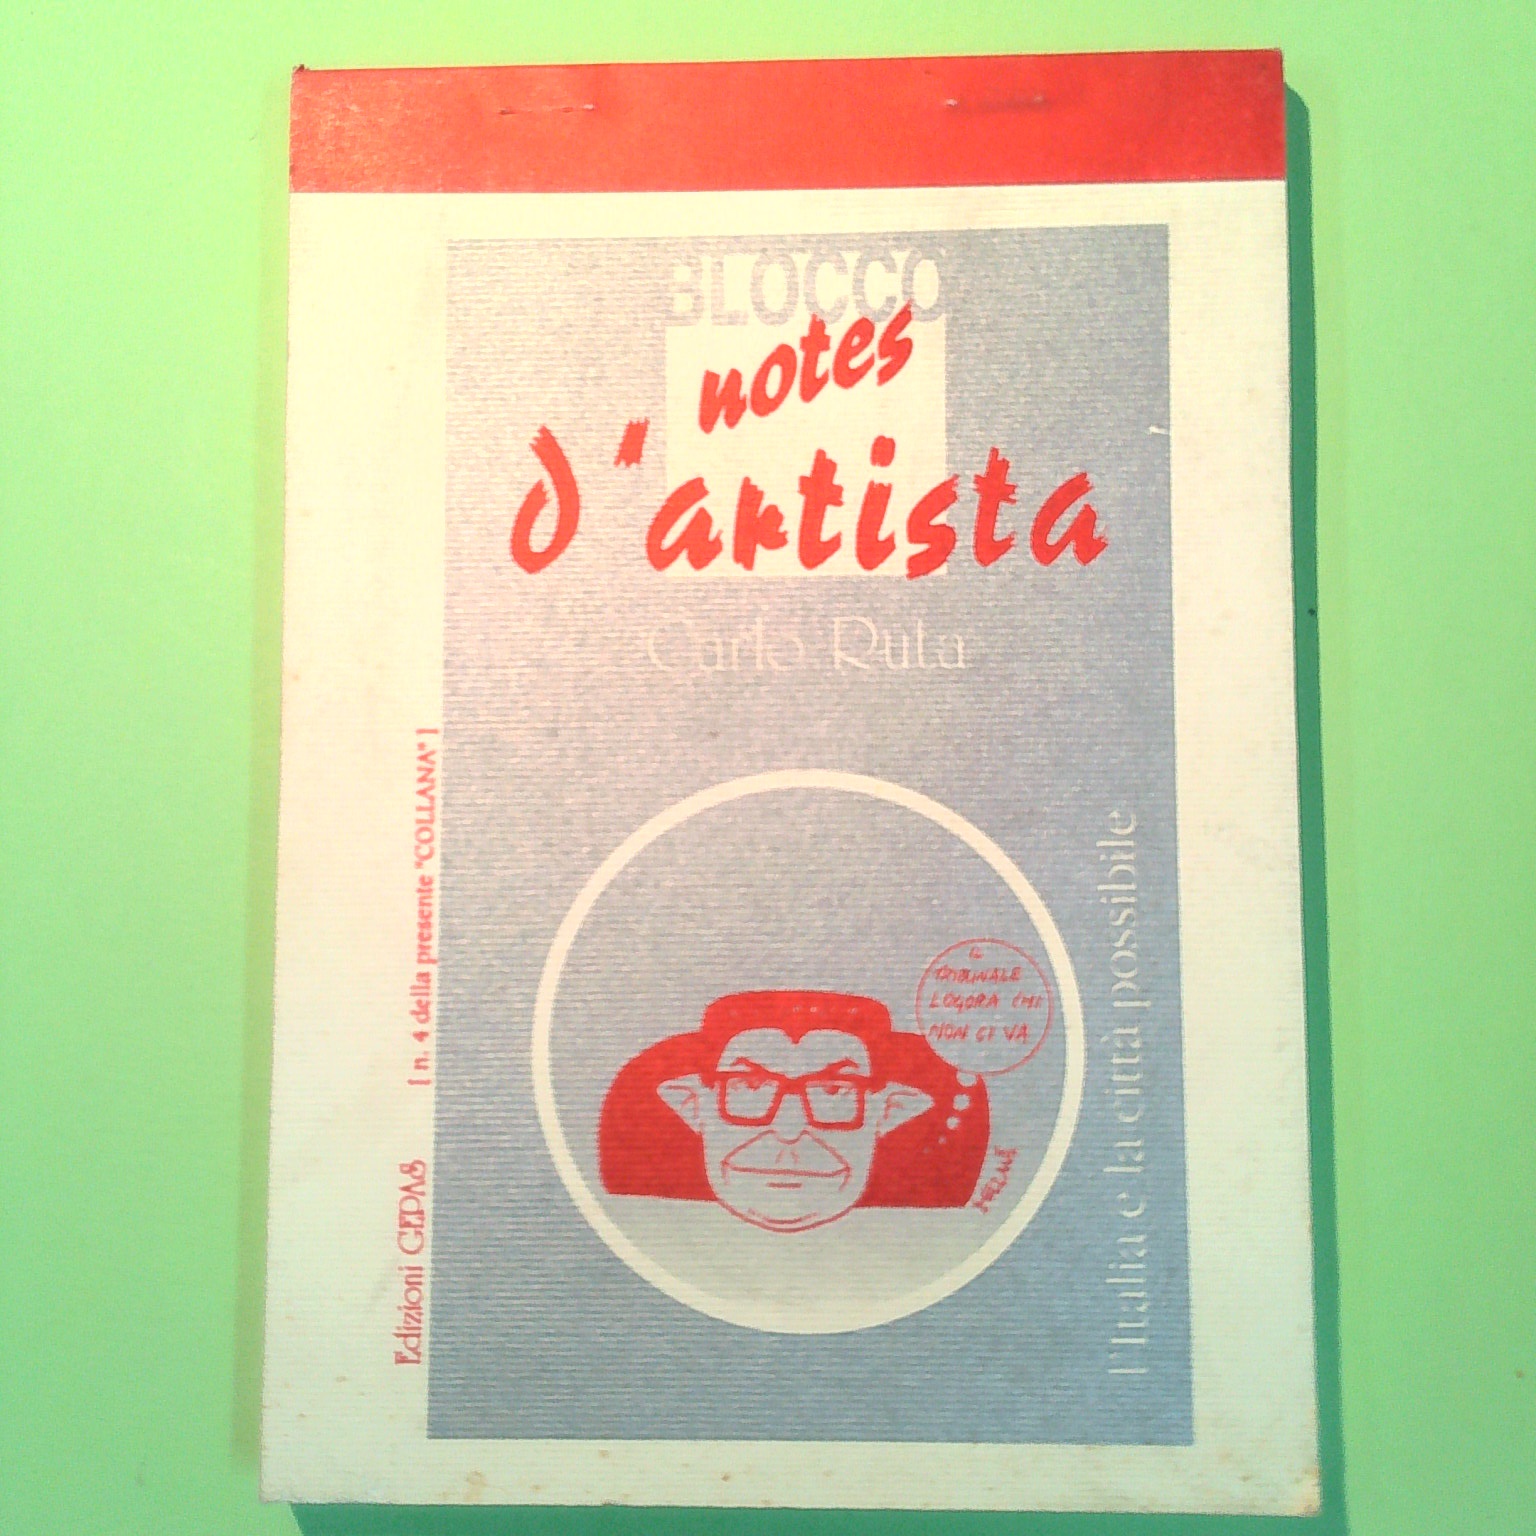 BLOCCO
notes
d'artista
Carlo Ruta
[ n. 4 della presente "COLLANA" ]
Edizioni GEPAS
l'Italia e la città possibile
IL
TRIBUNALE
LOGORA CHI
NON CI VA